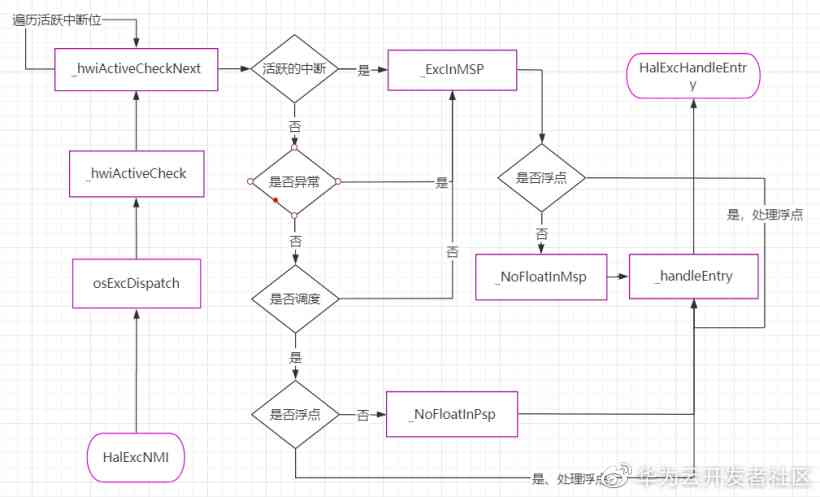 遍历活跃中断位
_hwiActiveCheckNext
活跃的中断
是
_ExcInMSP
HalExcHandleEntr
y
否
_hwiActiveCheck
是否异常
是
是否浮点
是，处理浮点
否
否
否
osExcDispatch
是否调度
_NoFloatInMsp
_handleEntry
是
是否浮点
否
_NoFloatInPsp
HalExcNMI
是、处理浮点
华为云开发者社区